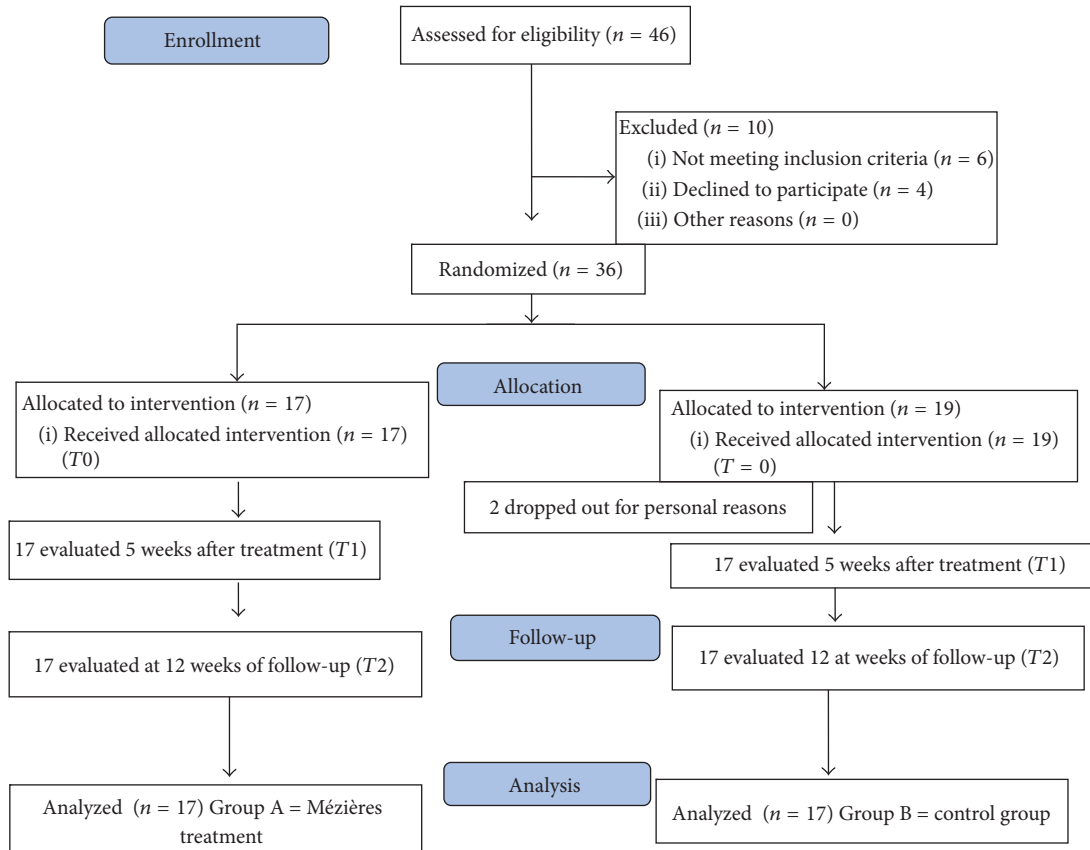 Enrollment
Assessed for eligibility (n = 46)
Excluded (n = 10)
(i) Not meeting inclusion criteria (n = 6)
(ii) Declined to participate (n = 4)
(iii) Other reasons (n = 0)
Randomized (n = 36)
Allocation
Allocated to intervention (n = 17)
(i) Received allocated intervention (n = 17)
(T0)
Allocated to intervention (n = 19)
(i) Received allocated intervention (n = 19)
(T = 0)
2 dropped out for personal reasons
17 evaluated 5 weeks after treatment (T1)
17 evaluated 5 weeks after treatment (T1)
Follow-up
17 evaluated at 12 weeks of follow-up (T2)
17 evaluated 12 at weeks of follow-up (T2)
Analysis
Analyzed (n = 17) Group A = Mézières
treatment
Analyzed (n = 17) Group B = control group